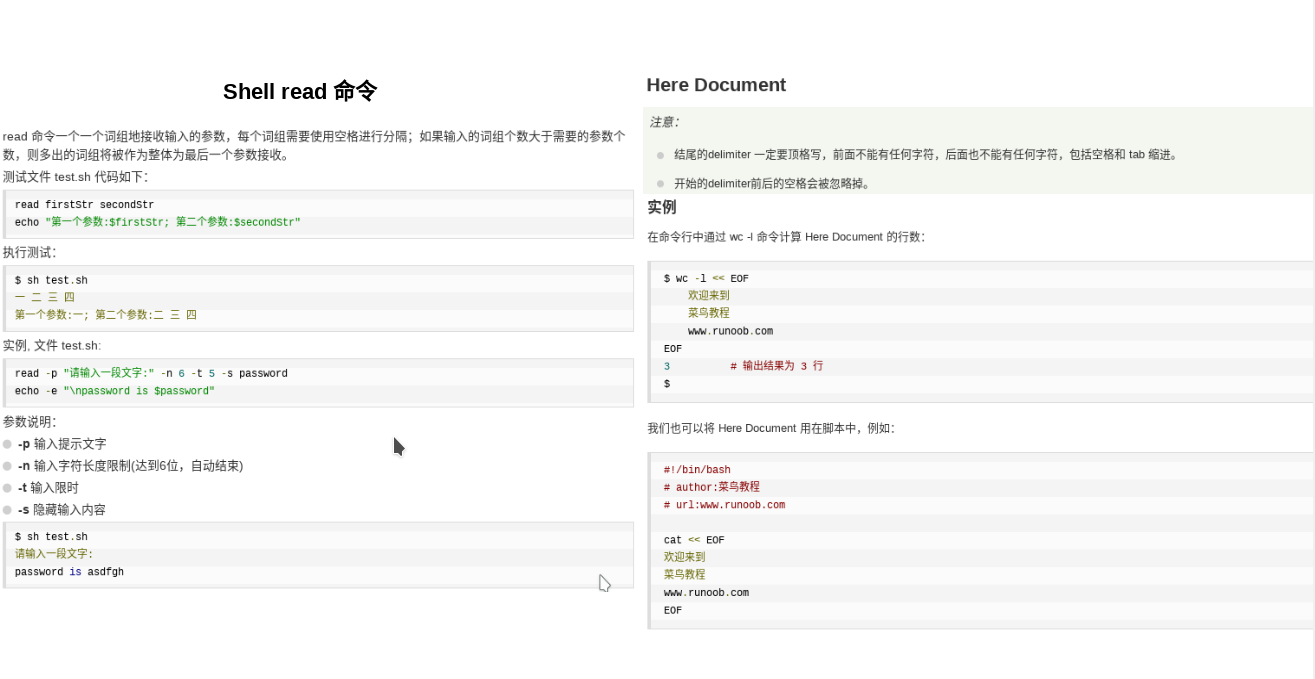 Shell read 命令
read 命令一个一个词组地接收输入的参数，每个词组需要使用空格进行分隔；如果输入的词组个数大于需要的参数个
数，则多出的词组将被作为整体为最后一个参数接收。
测试文件 test.sh 代码如下：
read firstStr secondStr
echo "第一个参数:$firstStr; 第二个参数:$secondStr"
执行测试：
$ sh test.sh
一 二 三 四
第一个参数:一; 第二个参数:二 三 四
实例, 文件 test.sh:
read -p "请输入一段文字:" -n 6 -t 5 -s password
echo -e "\npassword is $password"
参数说明：
-p 输入提示文字
-n 输入字符长度限制(达到6位，自动结束)
-t 输入限时
-s 隐藏输入内容
$ sh test.sh
请输入一段文字:
password is asdfgh
Here Document
注意：
结尾的delimiter 一定要顶格写，前面不能有任何字符，后面也不能有任何字符，包括空格和 tab 缩进。
开始的delimiter前后的空格会被忽略掉。
实例
在命令行中通过 wc -l 命令计算 Here Document 的行数：
$ wc -l << EOF
欢迎来到
菜鸟教程
www.runoob.com
EOF
3 # 输出结果为 3 行
$
我们也可以将 Here Document 用在脚本中，例如：
#!/bin/bash
# author:菜鸟教程
# url:www.runoob.com
cat << EOF
欢迎来到
菜鸟教程
www.runoob.com
EOF